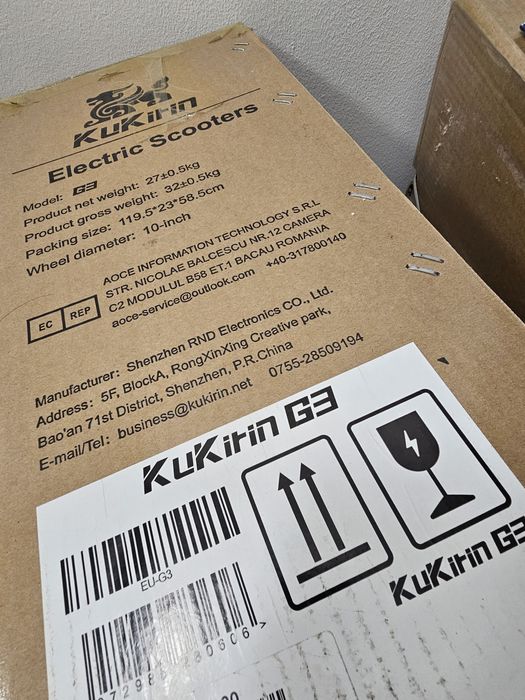 KuKirin
Electric Scooters
Model: G3
Product net weight: 27±0.5kg
Product gross weight: 32±0.5kg
Packing size: 119.5*23*58.5cm
Wheel diameter: 10-inch
EC REP
AOCE INFORMATION TECHNOLOGY S.R.L
STR. NICOLAE BALCESCU NR.12 CAMERA
C2 MODULUL B58 ET.1 BACAU ROMANIA
aoce-service@outlook.com +40-317800140
Manufacturer: Shenzhen RND Electronics CO., Ltd.
Address: 5F, BlockA, RongXinXing Creative park,
Bao'an 71st District, Shenzhen, P.R.China
E-mail/Tel: business@kukirin.net 0755-28509194
KuKirin G3
EU-G3
KuKirin G3